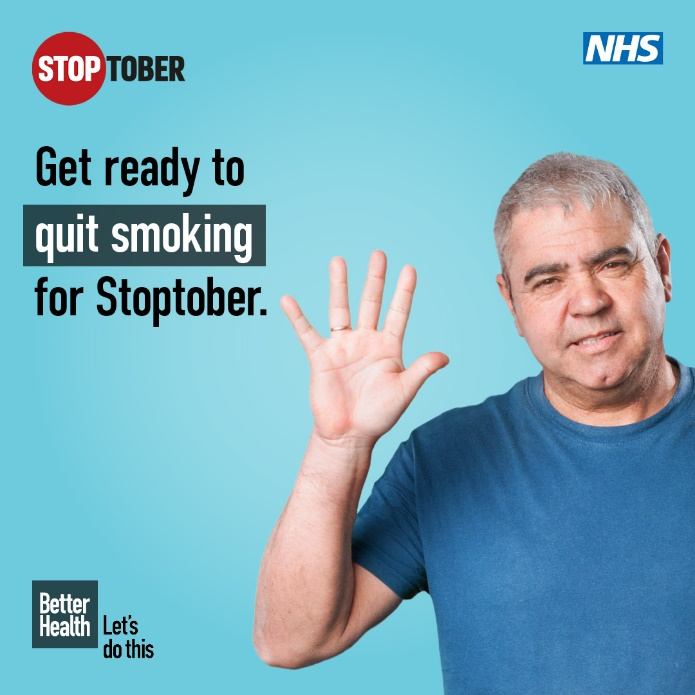 STOPTOBER
NHS
Get ready to
quit smoking
for Stoptober.
Better
Health
Let's
do this